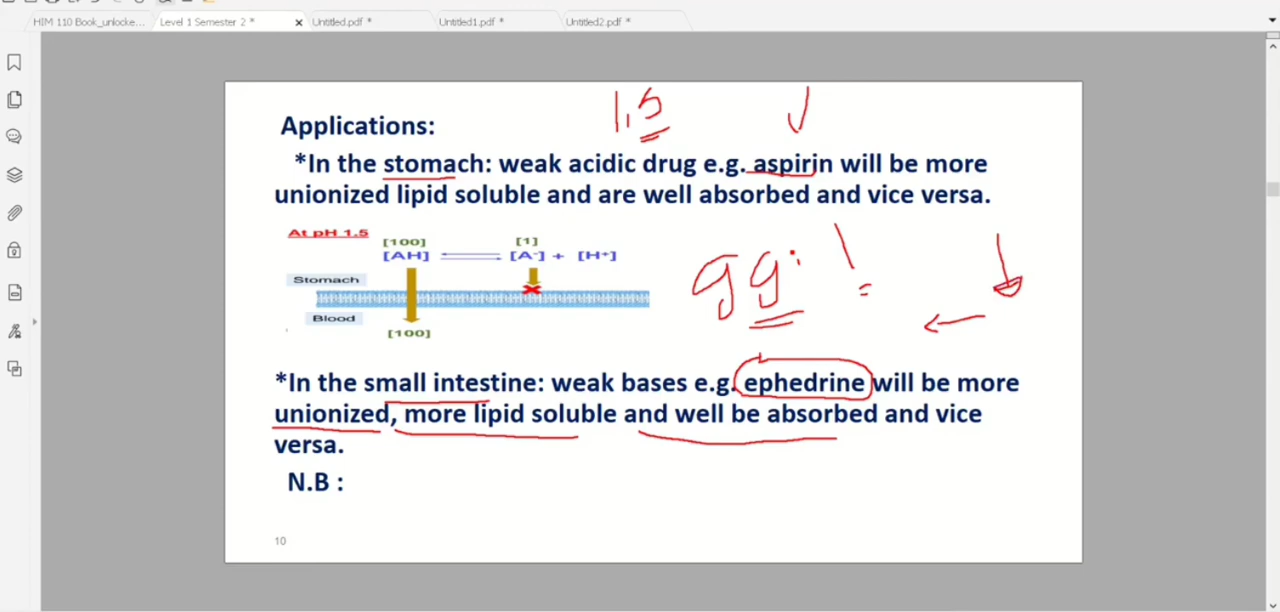 HIM 110 Book_unlocke... Level 1 Semester 2 * x Untitled.pdf * Untitled1.pdf * Untitled2.pdf *
1.5
Applications:
*In the stomach: weak acidic drug e.g. aspirin will be more
unionized lipid soluble and are well absorbed and vice versa.
At pH 1.5
[100] [1]
[AH] [A-] + [H+]
Stomach
Blood
[100]
*In the small intestine: weak bases e.g. ephedrine will be more
unionized, more lipid soluble and well be absorbed and vice
versa.
N.B :
10